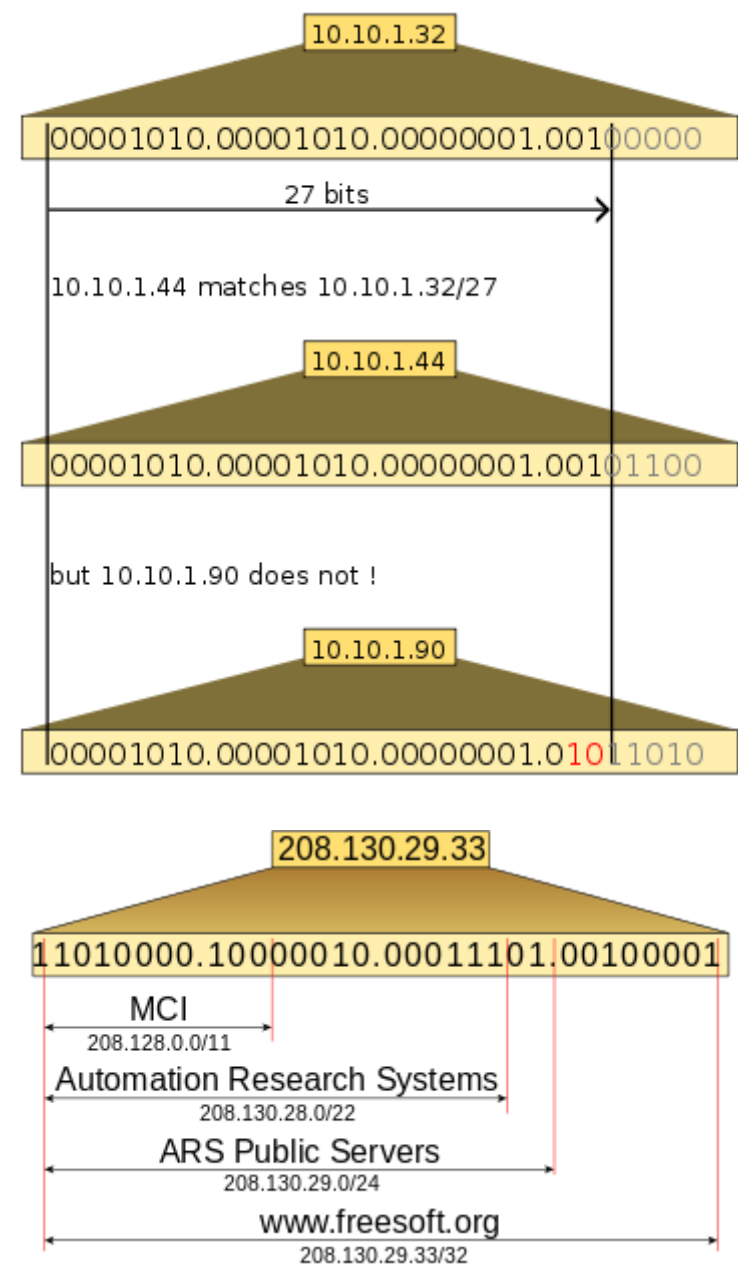 10.10.1.32
00001010.00001010.00000001.00100000
27 bits
10.10.1.44 matches 10.10.1.32/27
10.10.1.44
00001010.00001010.00000001.00101100
but 10.10.1.90 does not !
10.10.1.90
00001010.00001010.00000001.01011010
208.130.29.33
11010000.10000010.00011101.00100001
MCI
208.128.0.0/11
Automation Research Systems
208.130.28.0/22
ARS Public Servers
208.130.29.0/24
www.freesoft.org
208.130.29.33/32